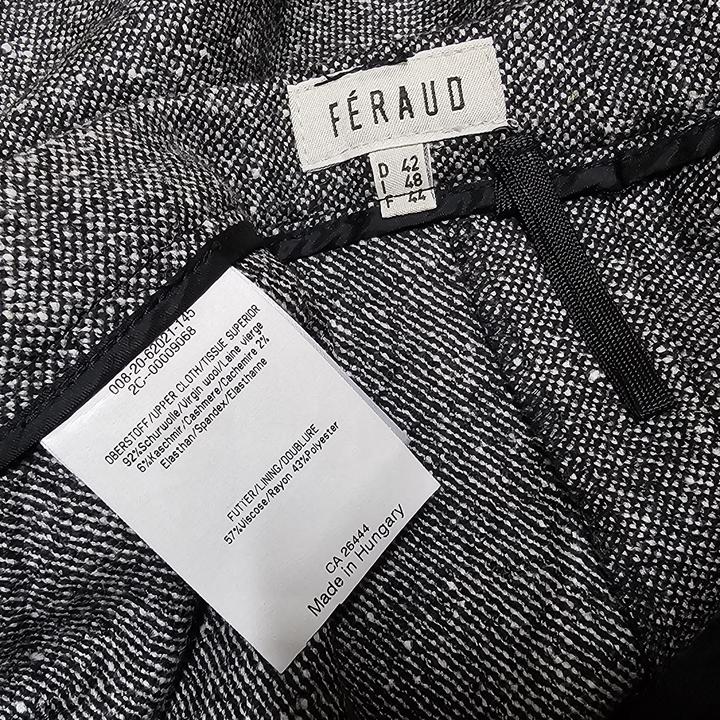 FÉRAUD
D 42
I 48
F 44
008-20-62021-145
2C-00009068
OBERSTOFF/UPPER CLOTH/TISSUE SUPERIOR
92%Schurwolle/Virgin wool/Laine vierge
6%Kaschmir/Cashmere/Cachemire 2%
Elasthan/Spandex/Elasthanne
FUTTER/LINING/DOUBLURE
57%Viscose/Rayon 43%Polyester
CA 26444
Made in Hungary